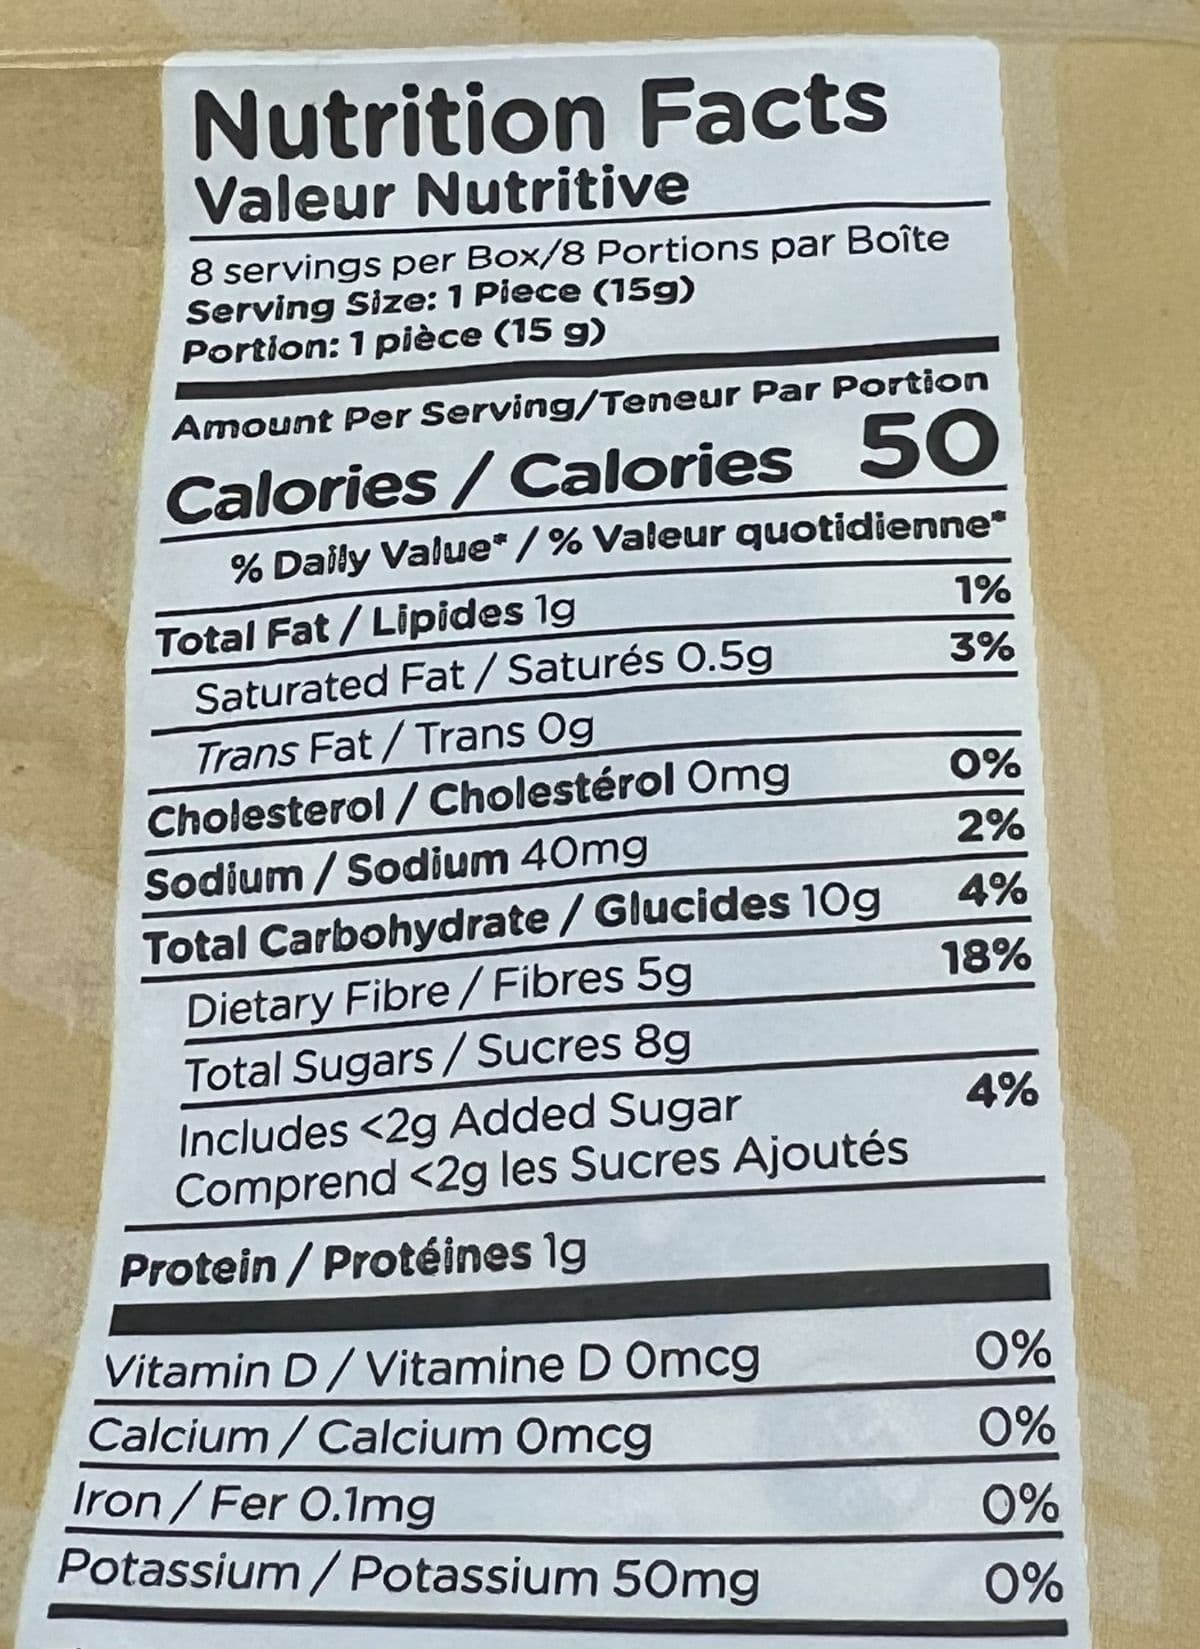 Nutrition Facts
Valeur Nutritive
8 servings per Box/8 Portions par Boîte
Serving Size: 1 Piece (15g)
Portion: 1 pièce (15 g)
Amount Per Serving/Teneur Par Portion
Calories / Calories 50
% Daily Value* / % Valeur quotidienne*
Total Fat / Lipides 1g 1%
Saturated Fat / Saturés 0.5g 3%
Trans Fat / Trans 0g
Cholesterol / Cholestérol 0mg 0%
Sodium / Sodium 40mg 2%
Total Carbohydrate / Glucides 10g 4%
Dietary Fibre / Fibres 5g 18%
Total Sugars / Sucres 8g
Includes <2g Added Sugar 4%
Comprend <2g les Sucres Ajoutés
Protein / Protéines 1g
Vitamin D / Vitamine D 0mcg 0%
Calcium / Calcium 0mcg 0%
Iron / Fer 0.1mg 0%
Potassium / Potassium 50mg 0%